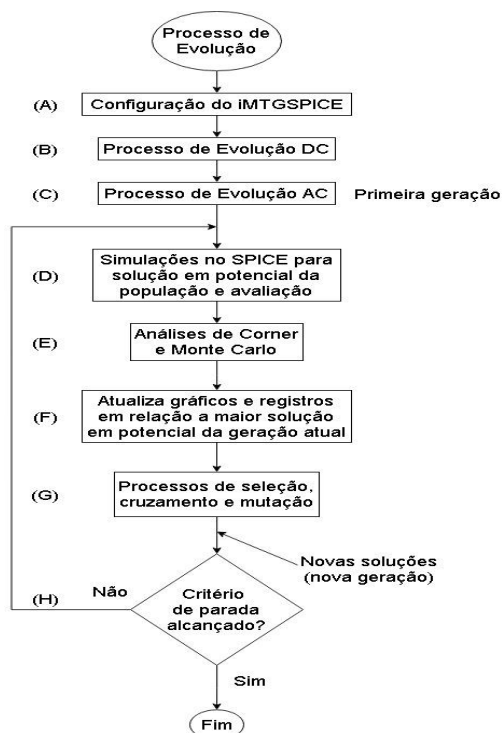 Processo de
Evolução
(A)
Configuração do iMTGSPICE
(B)
Processo de Evolução DC
(C)
Processo de Evolução AC
Primeira geração
(D)
Simulações no SPICE para
solução em potencial da
população e avaliação
(E)
Análises de Corner
e Monte Carlo
(F)
Atualiza gráficos e registros
em relação a maior solução
em potencial da geração atual
(G)
Processos de seleção,
cruzamento e mutação
Novas soluções
(nova geração)
(H)
Não
Critério
de parada
alcançado?
Sim
Fim